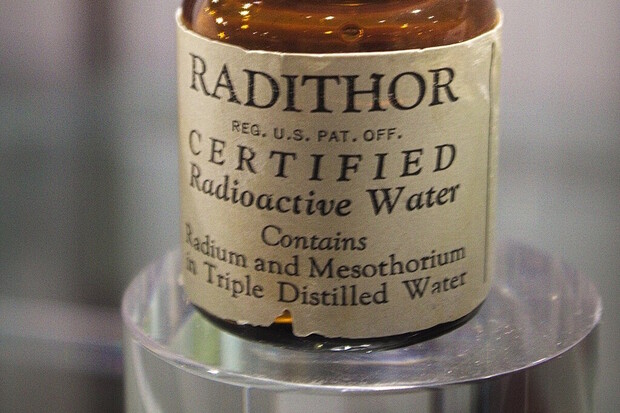 RADITHOR
REG. U.S. PAT. OFF.
CERTIFIED
Radioactive Water
Contains
Radium and Mesothorium
in Triple Distilled Water